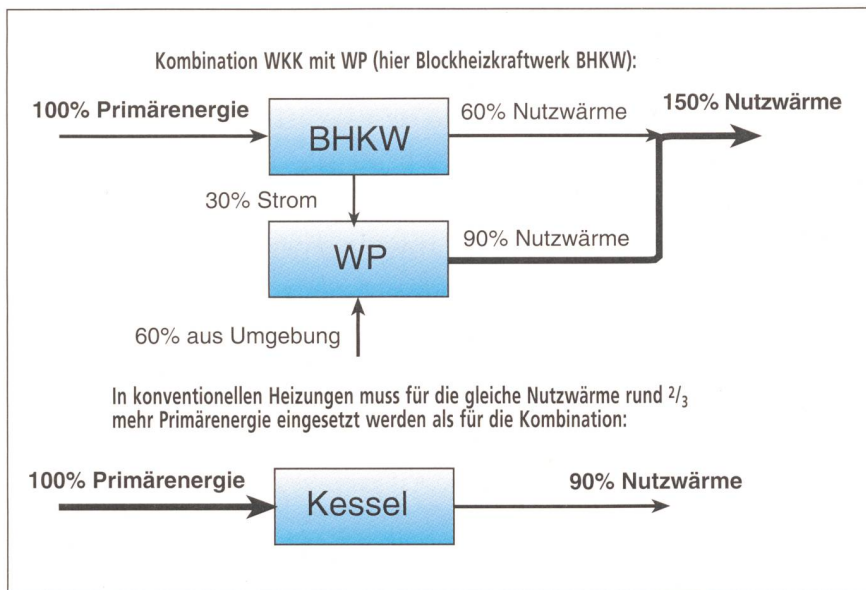 Kombination WKK mit WP (hier Blockheizkraftwerk BHKW):
100% Primärenergie
BHKW
60% Nutzwärme
150% Nutzwärme
30% Strom
WP
90% Nutzwärme
60% aus Umgebung
In konventionellen Heizungen muss für die gleiche Nutzwärme rund 2/3
mehr Primärenergie eingesetzt werden als für die Kombination:
100% Primärenergie
Kessel
90% Nutzwärme